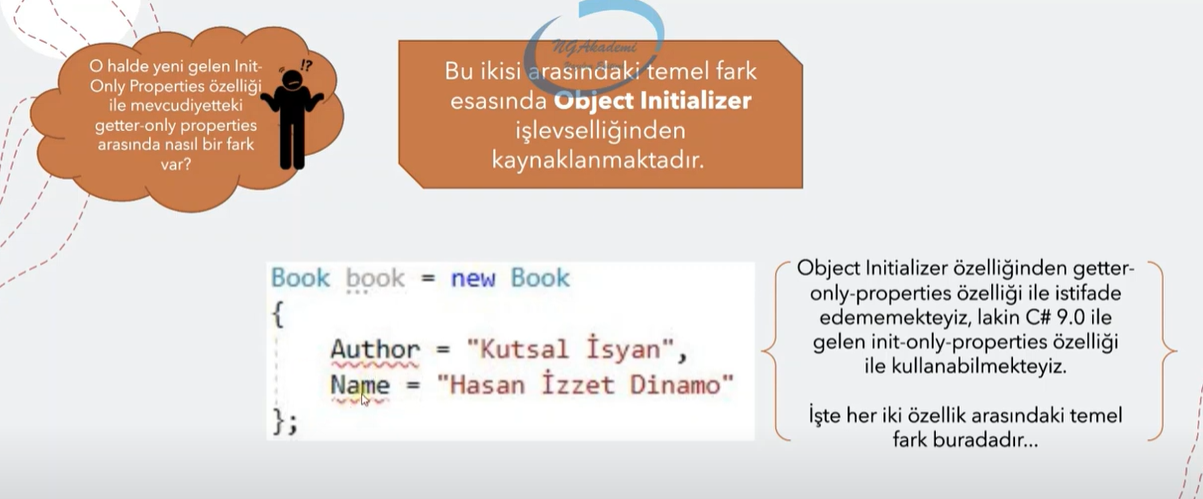 O halde yeni gelen Init-
Only Properties özelliği
ile mevcudiyetteki
getter-only properties
arasında nasıl bir fark
var?
!?
NGAkademi
Bu ikisi arasındaki temel fark
esasında Object Initializer
işlevselliğinden
kaynaklanmaktadır.
Book book = new Book
{
Author = "Kutsal İsyan",
Name = "Hasan İzzet Dinamo"
};
Object Initializer özelliğinden getter-
only-properties özelliği ile istifade
edememekteyiz, lakin C# 9.0 ile
gelen init-only-properties özelliği
ile kullanabilmekteyiz.
İşte her iki özellik arasındaki temel
fark buradadır...